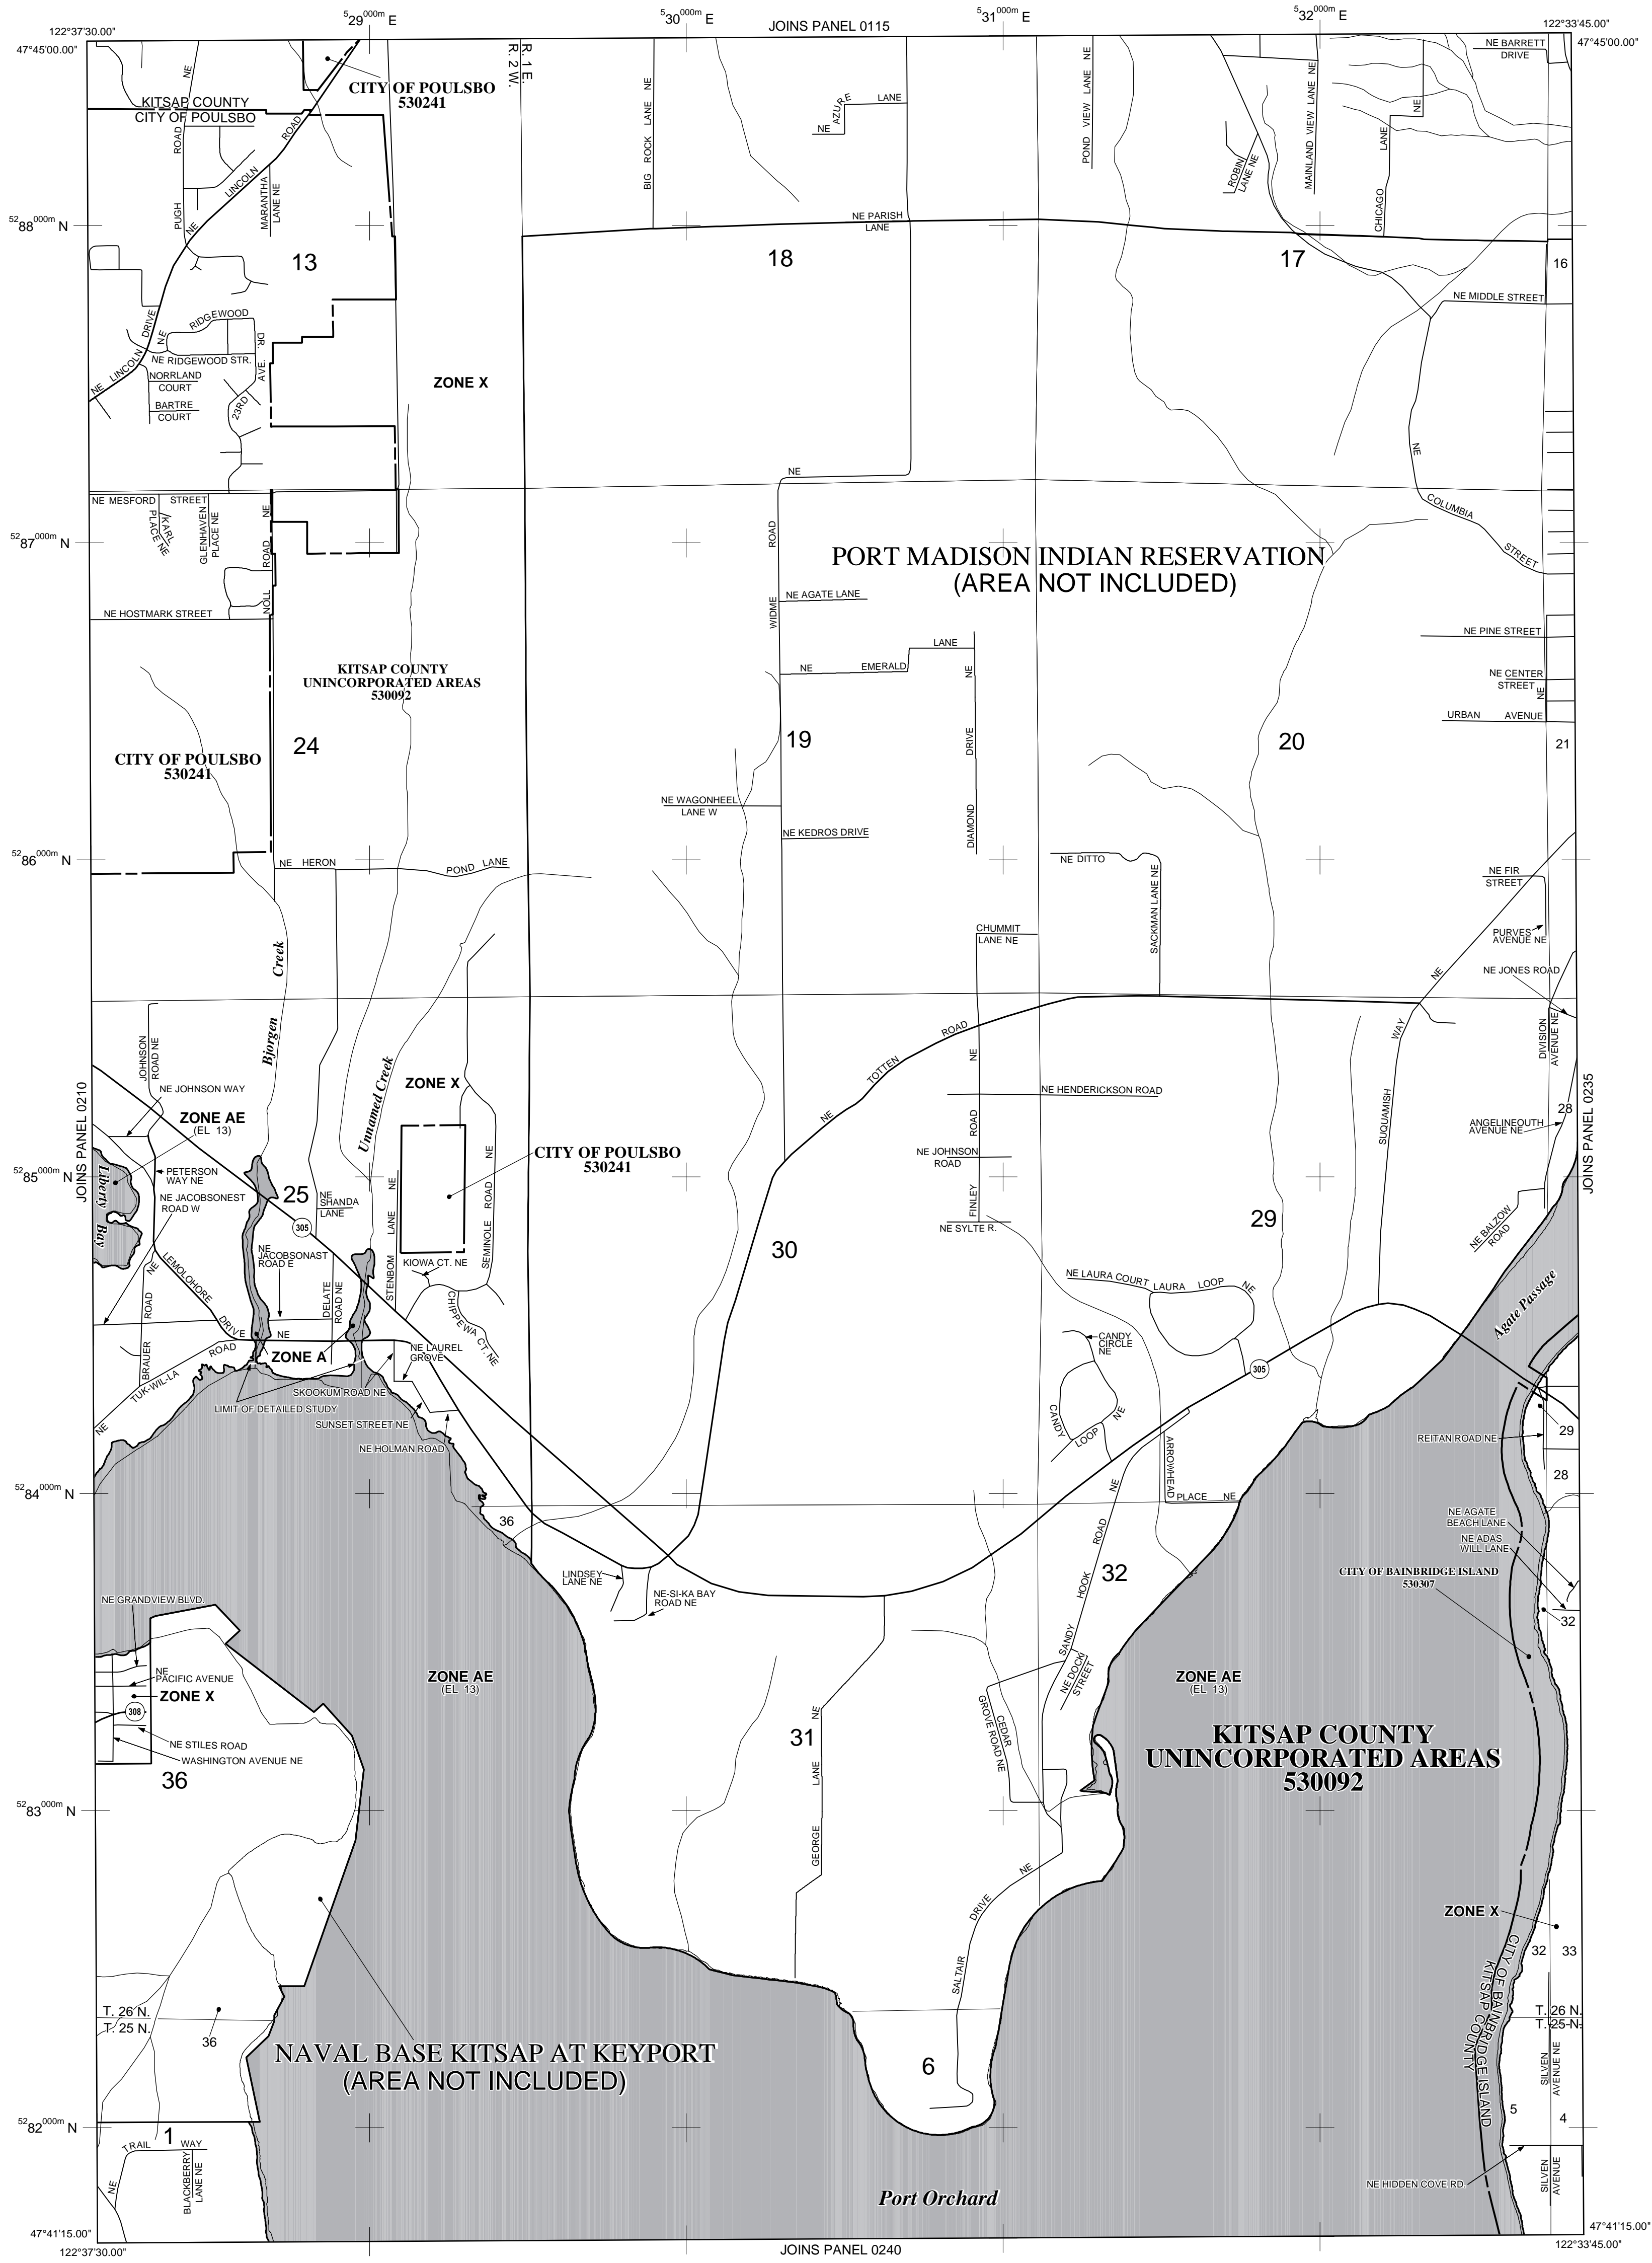 5 29 000m E
5 30 000m E
JOINS PANEL 0115
5 31 000m E
5 32 000m E
122°37'30.00"
122°33'45.00"
47°45'00.00"
47°45'00.00"
R. 2 W.
R. 1 E.
NE BARRETT
DRIVE
CITY OF POULSBO
530241
KITSAP COUNTY
CITY OF POULSBO
NE
PUGH ROAD
NE LINCOLN ROAD
MARANTHA
LANE NE
BIG ROCK LANE NE
NE AZURE LANE
POND VIEW LANE NE
ROBIN
LANE NE
MAINLAND VIEW LANE NE
CHICAGO LANE NE
52 88 000m N
NE PARISH
LANE
13
18
17
16
NE MIDDLE STREET
NE LINCOLN DRIVE
NE RIDGEWOOD DR.
NE RIDGEWOOD STR.
NORRLAND
COURT
BARTRE
COURT
23RD AVE.
ZONE X
NE COLUMBIA STREET
NE MESFORD STREET
KARL
PLACE NE
GLENHAVEN
PLACE NE
NOLL ROAD NE
52 87 000m N
WIDME ROAD NE
PORT MADISON INDIAN RESERVATION
(AREA NOT INCLUDED)
NE AGATE LANE
NE HOSTMARK STREET
NE PINE STREET
NE EMERALD LANE
KITSAP COUNTY
UNINCORPORATED AREAS
530092
NE CENTER
STREET
NE
URBAN AVENUE
CITY OF POULSBO
530241
24
19
20
21
DIAMOND DRIVE NE
NE WAGONHEEL
LANE W
NE KEDROS DRIVE
52 86 000m N
NE HERON POND LANE
NE DITTO
SACKMAN LANE NE
NE FIR
STREET
PURVES
AVENUE NE
CHUMMIT
LANE NE
NE JONES ROAD
Bjorgen Creek
Unnamed Creek
JOHNSON
ROAD NE
NE TOTTEN ROAD
SUQUAMISH WAY NE
DIVISION
AVENUE NE
JOINS PANEL 0210
JOINS PANEL 0235
NE JOHNSON WAY
ZONE AE
(EL 13)
ZONE X
FINLEY ROAD NE
NE HENDERICKSON ROAD
28
ANGELINEOUTH
AVENUE NE
NE JOHNSON
ROAD
CITY OF POULSBO
530241
52 85 000m N
Liberty Bay
PETERSON
WAY NE
NE JACOBSONEST
ROAD W
25
NE
SHANDA
LANE
305
STENBOM LANE NE
SEMINOLE ROAD NE
30
29
NE SYLTE R.
NE BALZOW
ROAD
LEMOLOHORE DRIVE NE
NE
JACOBSONAST
ROAD E
DELATE
ROAD NE
KIOWA CT. NE
CHIPPEWA CT. NE
NE LAURA COURT
LAURA LOOP NE
Agate Passage
BRAUER ROAD NE
NE TUK-WIL-LA ROAD
ZONE A
NE LAUREL
GROVE
CANDY
CIRCLE
NE
305
CANDY LOOP NE
SKOOKUM ROAD NE
LIMIT OF DETAILED STUDY
SUNSET STREET NE
NE HOLMAN ROAD
REITAN ROAD NE
29
28
ARROWHEAD PLACE NE
52 84 000m N
36
NE AGATE
BEACH LANE
NE ADAS
WILL LANE
CITY OF BAINBRIDGE ISLAND
530307
32
LINDSEY
LANE NE
NE-SI-KA BAY
ROAD NE
SANDY HOOK ROAD NE
32
NE GRANDVIEW BLVD.
NE
PACIFIC AVENUE
ZONE X
308
NE STILES ROAD
WASHINGTON AVENUE NE
36
ZONE AE
(EL 13)
NE DOCK
STREET
ZONE AE
(EL 13)
CEDAR
GROVE ROAD NE
31
GEORGE LANE NE
KITSAP COUNTY
UNINCORPORATED AREAS
530092
52 83 000m N
SALTAIR DRIVE NE
ZONE X
32
33
CITY OF BAINBRIDGE ISLAND
KITSAP COUNTY
T. 26 N.
T. 25 N.
T. 26 N.
T. 25 N.
36
NAVAL BASE KITSAP AT KEYPORT
(AREA NOT INCLUDED)
6
SILVEN
AVENUE NE
5
4
52 82 000m N
1
NE TRAIL WAY
BLACKBERRY
LANE NE
NE HIDDEN COVE RD.
SILVEN
AVENUE
Port Orchard
47°41'15.00"
47°41'15.00"
122°37'30.00"
JOINS PANEL 0240
122°33'45.00"